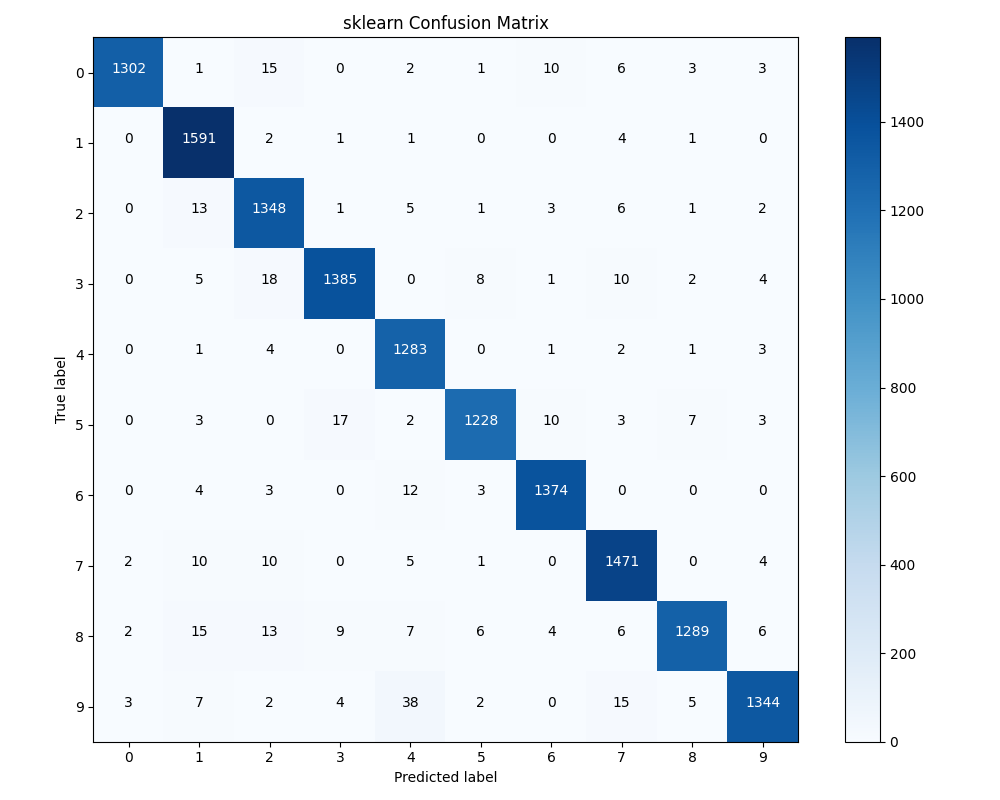 sklearn Confusion Matrix
0 1302 1 15 0 2 1 10 6 3 3
1 0 1591 2 1 1 0 0 4 1 0
2 0 13 1348 1 5 1 3 6 1 2
3 0 5 18 1385 0 8 1 10 2 4
4 0 1 4 0 1283 0 1 2 1 3
5 0 3 0 17 2 1228 10 3 7 3
6 0 4 3 0 12 3 1374 0 0 0
7 2 10 10 0 5 1 0 1471 0 4
8 2 15 13 9 7 6 4 6 1289 6
9 3 7 2 4 38 2 0 15 5 1344
0 1 2 3 4 5 6 7 8 9
Predicted label
True label
1400
1200
1000
800
600
400
200
0